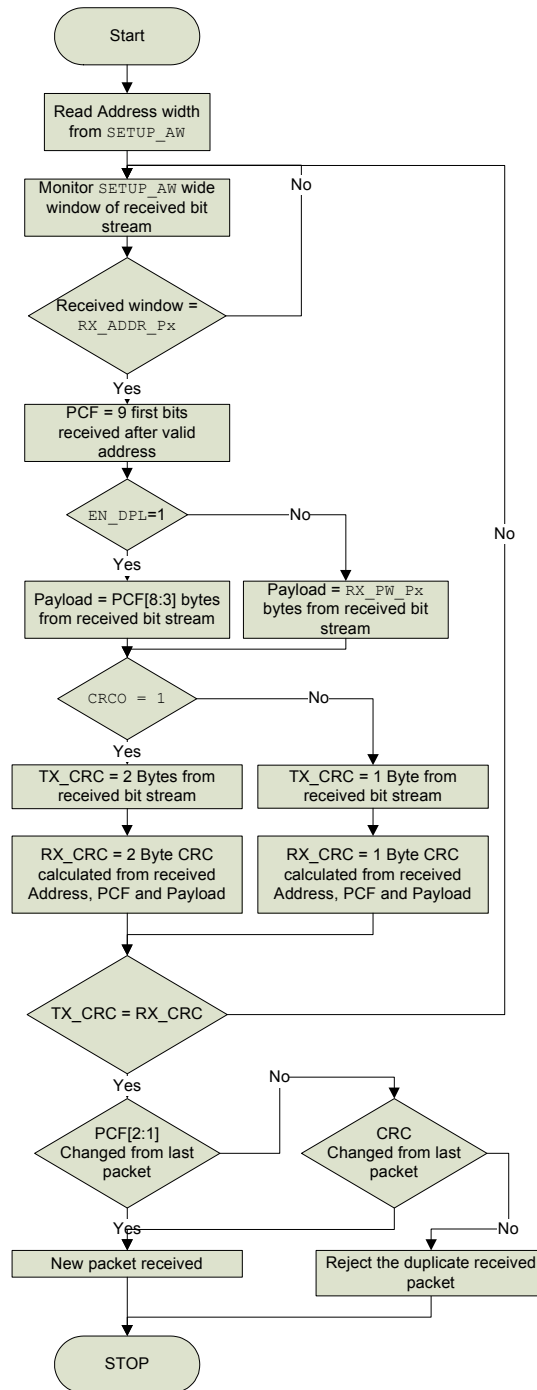 Start
Read Address width
from SETUP_AW
No
Monitor SETUP_AW wide
window of received bit
stream
Received window =
RX_ADDR_Px
Yes
PCF = 9 first bits
received after valid
address
EN_DPL=1
No
No
Yes
Payload = PCF[8:3] bytes
from received bit stream
Payload = RX_PW_Px
bytes from received bit
stream
CRCO = 1
No
Yes
TX_CRC = 2 Bytes from
received bit stream
TX_CRC = 1 Byte from
received bit stream
RX_CRC = 2 Byte CRC
calculated from received
Address, PCF and Payload
RX_CRC = 1 Byte CRC
calculated from received
Address, PCF and Payload
TX_CRC = RX_CRC
Yes
No
PCF[2:1]
Changed from last
packet
CRC
Changed from last
packet
Yes
No
New packet received
Reject the duplicate received
packet
STOP